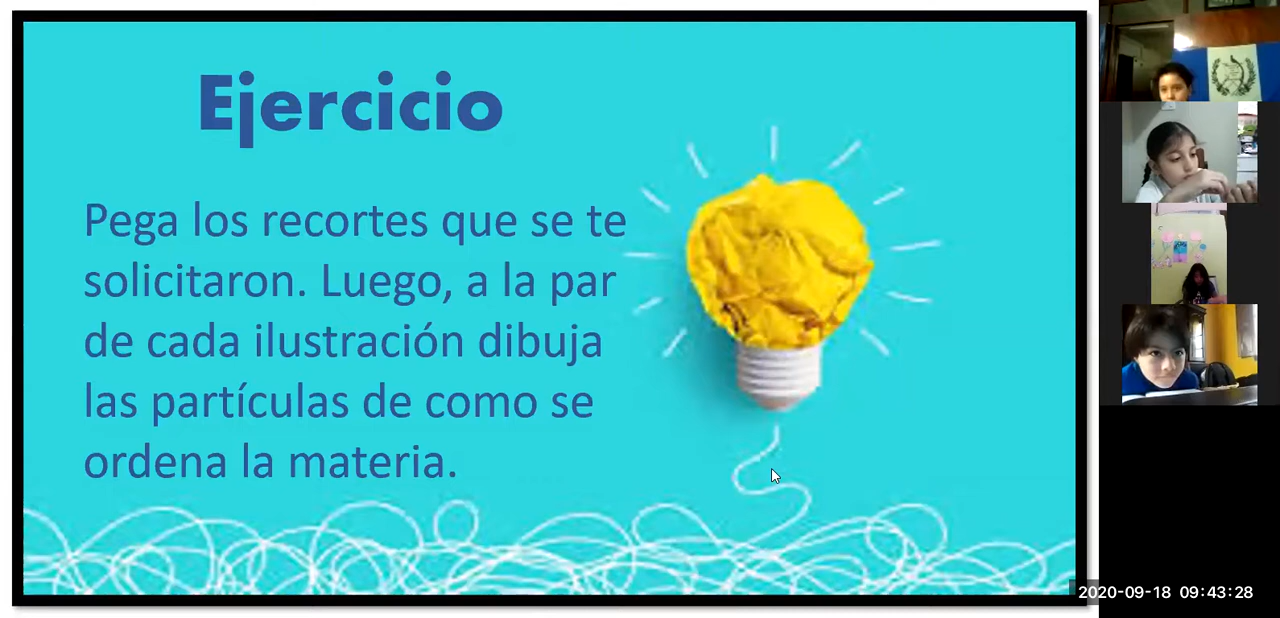 Ejercicio
Pega los recortes que se te
solicitaron. Luego, a la par
de cada ilustración dibuja
las partículas de como se
ordena la materia.
2020-09-18 09:43:28